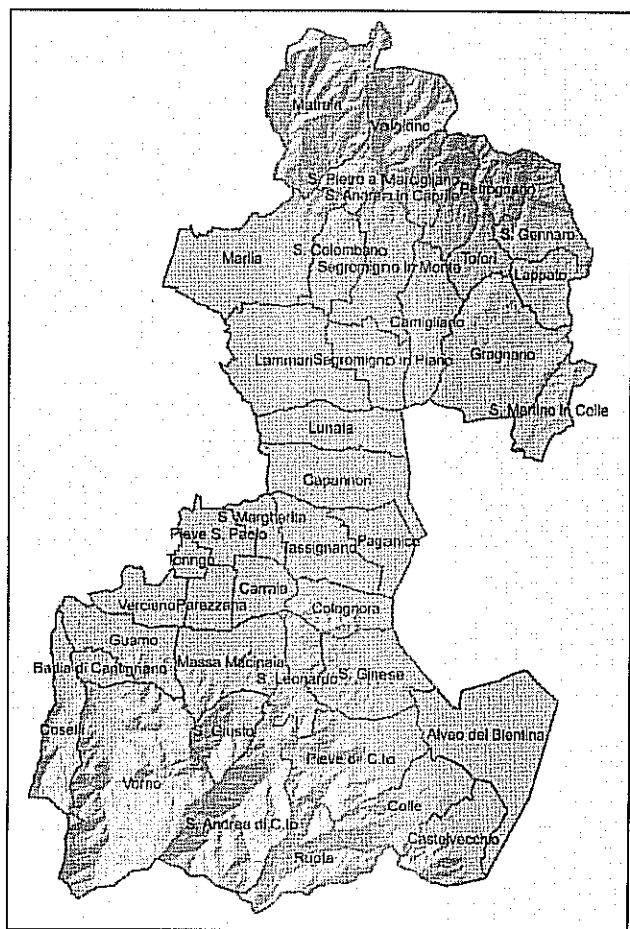 Matraia
Valgiano
S. Pietro a Marcigliano
S. Andrea in Caprile
Petrognano
S. Gennaro
Marlia
S. Colombano
Segromigno in Monte
Tofori
Lappato
Camigliano
Gragnano
Lammari
Segromigno in Piano
S. Martino in Colle
Lunata
Capannori
S. Margherita
Pieve S. Paolo
Tassignano
Paganico
Toringo
Carraia
Verciano
Parezzana
Colognora
Guamo
Badia di Cantignano
Massa Macinaia
S. Leonardo
S. Ginese
Coselli
S. Giusto
Alveo del Bientina
Vorno
Pieve di C.to
Colle
S. Andrea di C.to
Castelvecchio
Ruota